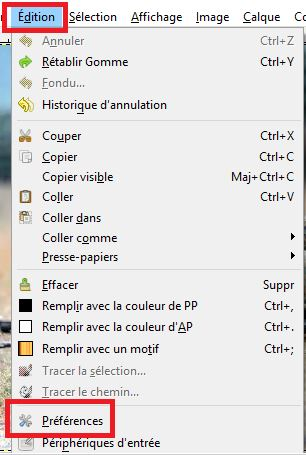 Édition Sélection Affichage Image Calque
Annuler Ctrl+Z
Rétablir Gomme Ctrl+Y
Fondu...
Historique d'annulation
Couper Ctrl+X
Copier Ctrl+C
Copier visible Maj+Ctrl+C
Coller Ctrl+V
Coller dans
Coller comme
Presse-papiers
Effacer Suppr
Remplir avec la couleur de PP Ctrl+,
Remplir avec la couleur d'AP Ctrl+.
Remplir avec un motif Ctrl+;
Tracer la sélection...
Tracer le chemin...
Préférences
Périphériques d'entrée